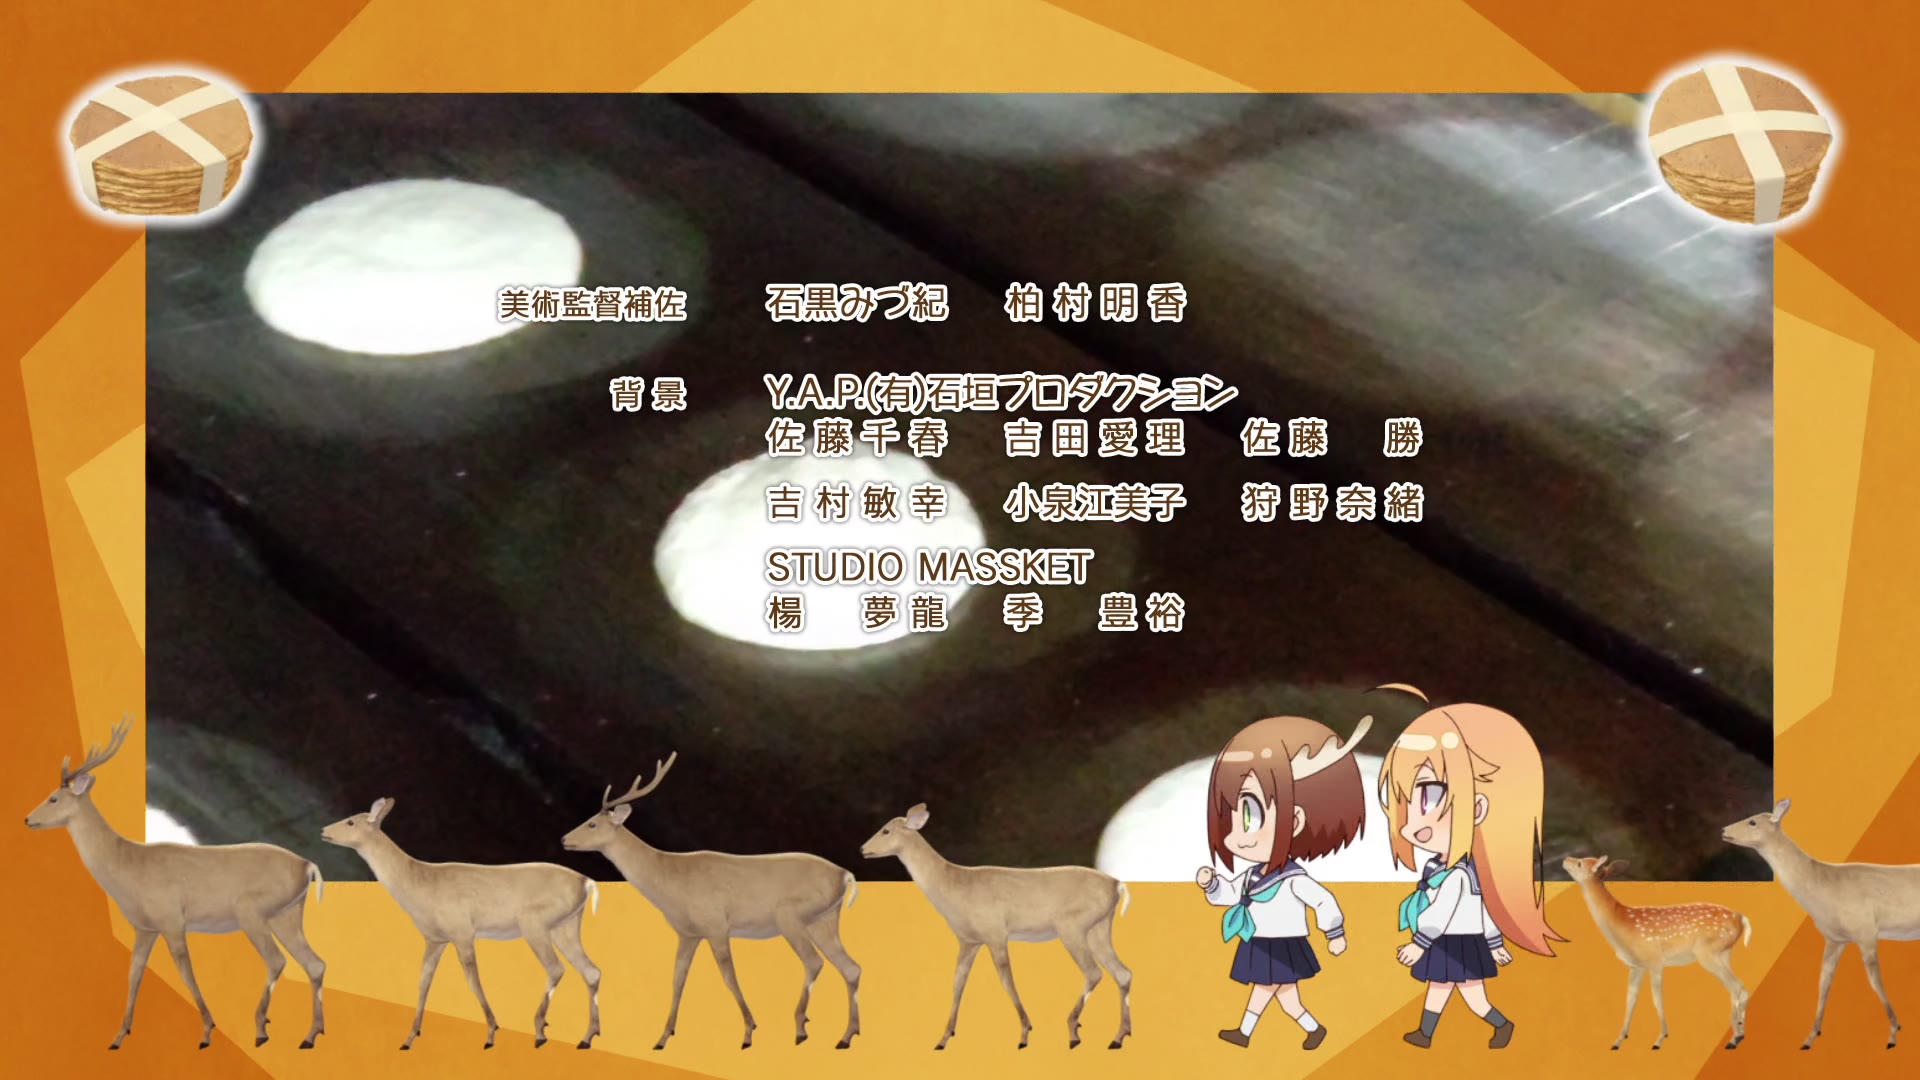 美術監督補佐 石黒みづ紀 柏村明香
背景 Y.A.P.(有)石垣プロダクション
佐藤千春 吉田愛理 佐藤 勝
吉村敏幸 小泉江美子 狩野奈緒
STUDIO MASSKET
楊 夢龍 季 豊裕